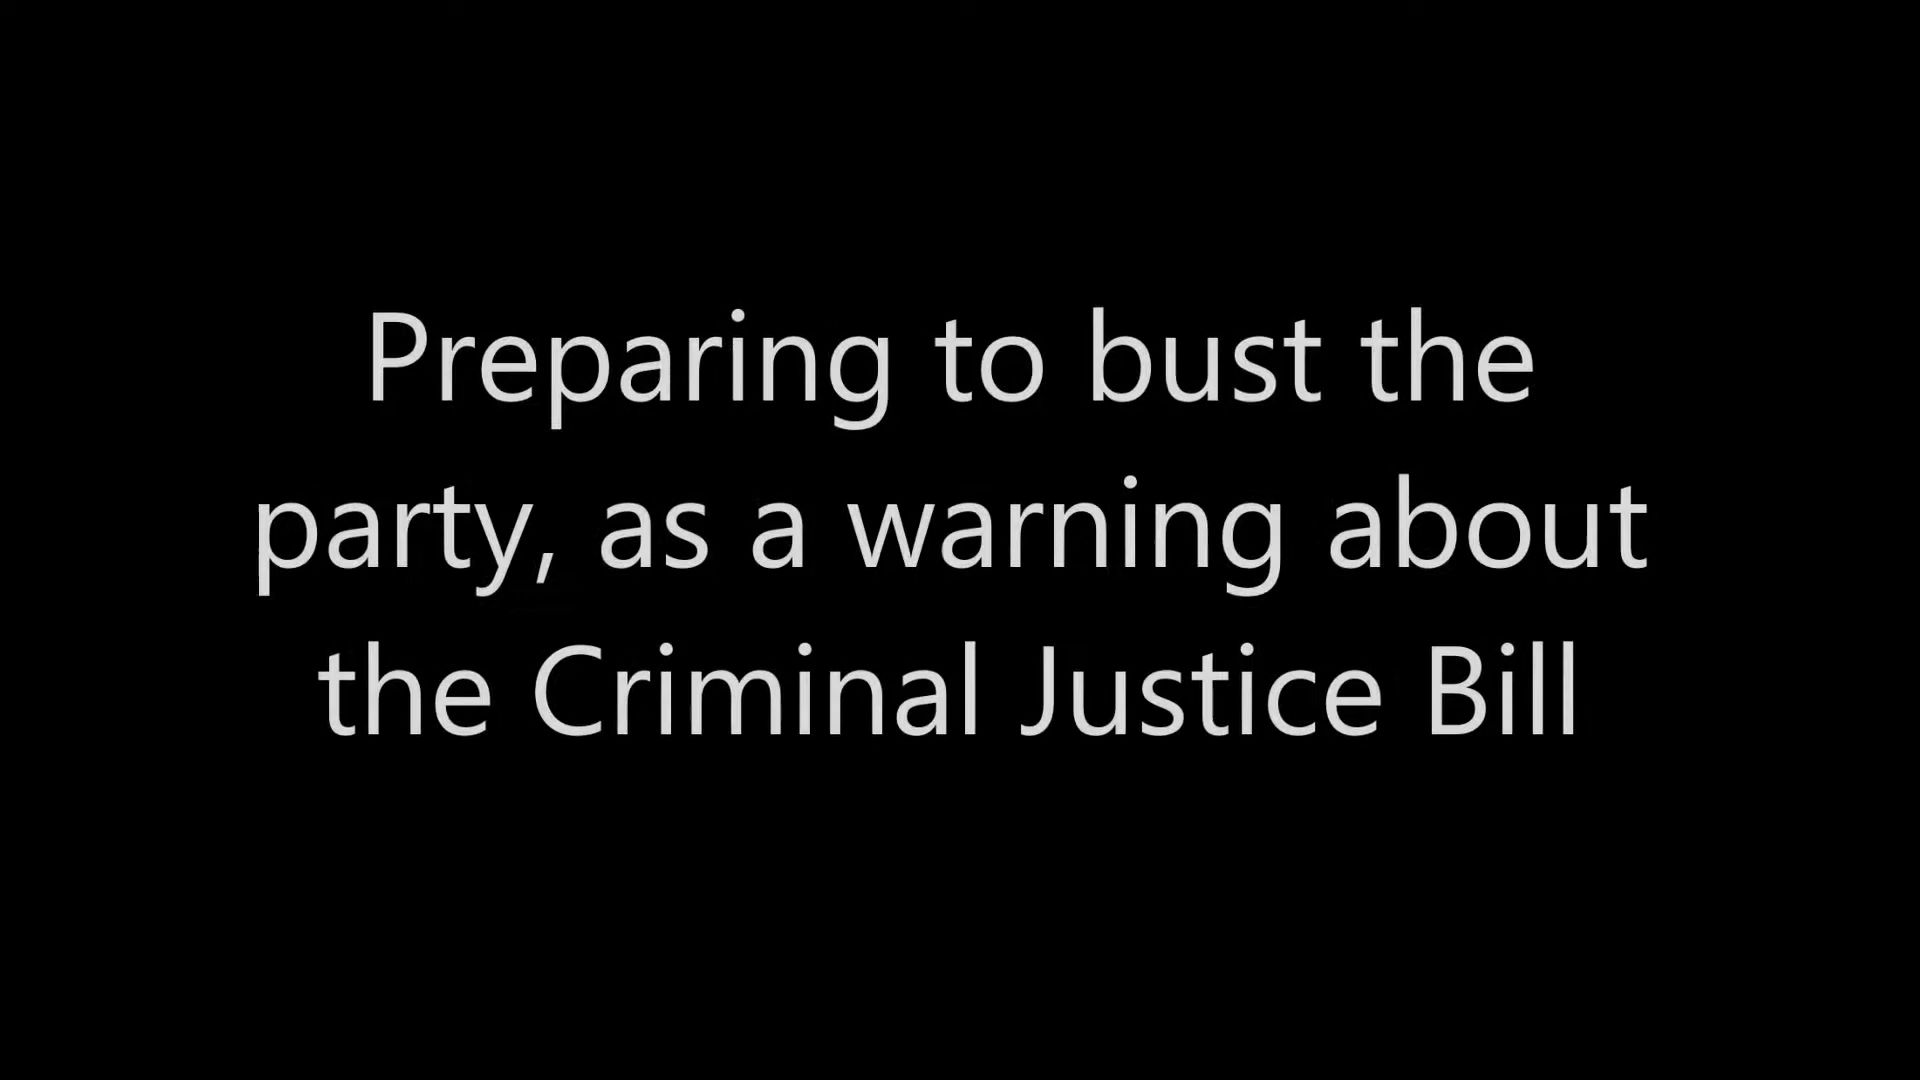 Preparing to bust the
party, as a warning about
the Criminal Justice Bill